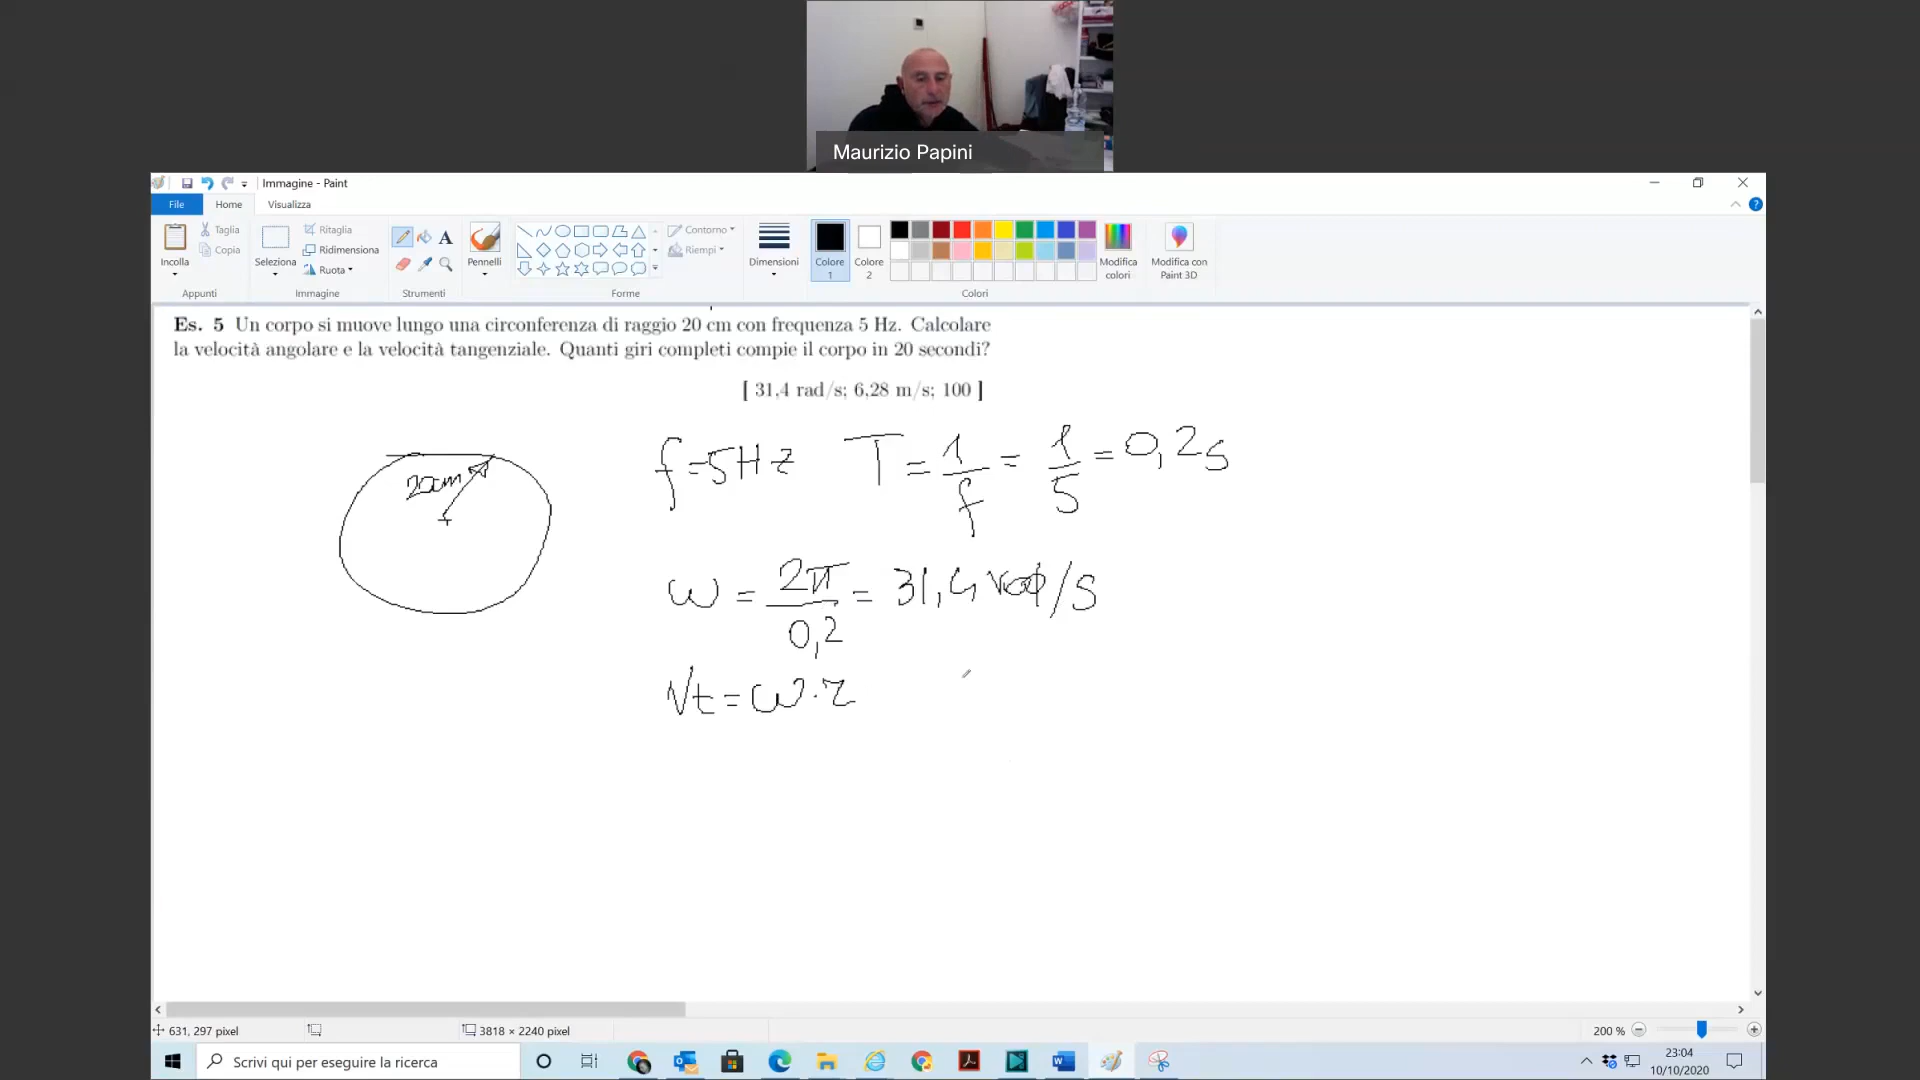 Maurizio Papini
Immagine - Paint
File Home Visualizza
Incolla Taglia Copia Appunti
Seleziona Ritaglia Ridimensiona Ruota Immagine
A Strumenti
Pennelli
Contorno Riempi Forme
Dimensioni
Colore 1 Colore 2 Modifica colori Colori
Modifica con Paint 3D
Es. 5 Un corpo si muove lungo una circonferenza di raggio 20 cm con frequenza 5 Hz. Calcolare
la velocità angolare e la velocità tangenziale. Quanti giri completi compie il corpo in 20 secondi?
[ 31,4 rad/s; 6,28 m/s; 100 ]
20cm
f=5Hz T=1/f=1/5=0,2s
ω=2π/0,2=31,4 rad/s
Vt=ω·r
631, 297 pixel 3818 × 2240 pixel 200 %
Scrivi qui per eseguire la ricerca
23:04
10/10/2020